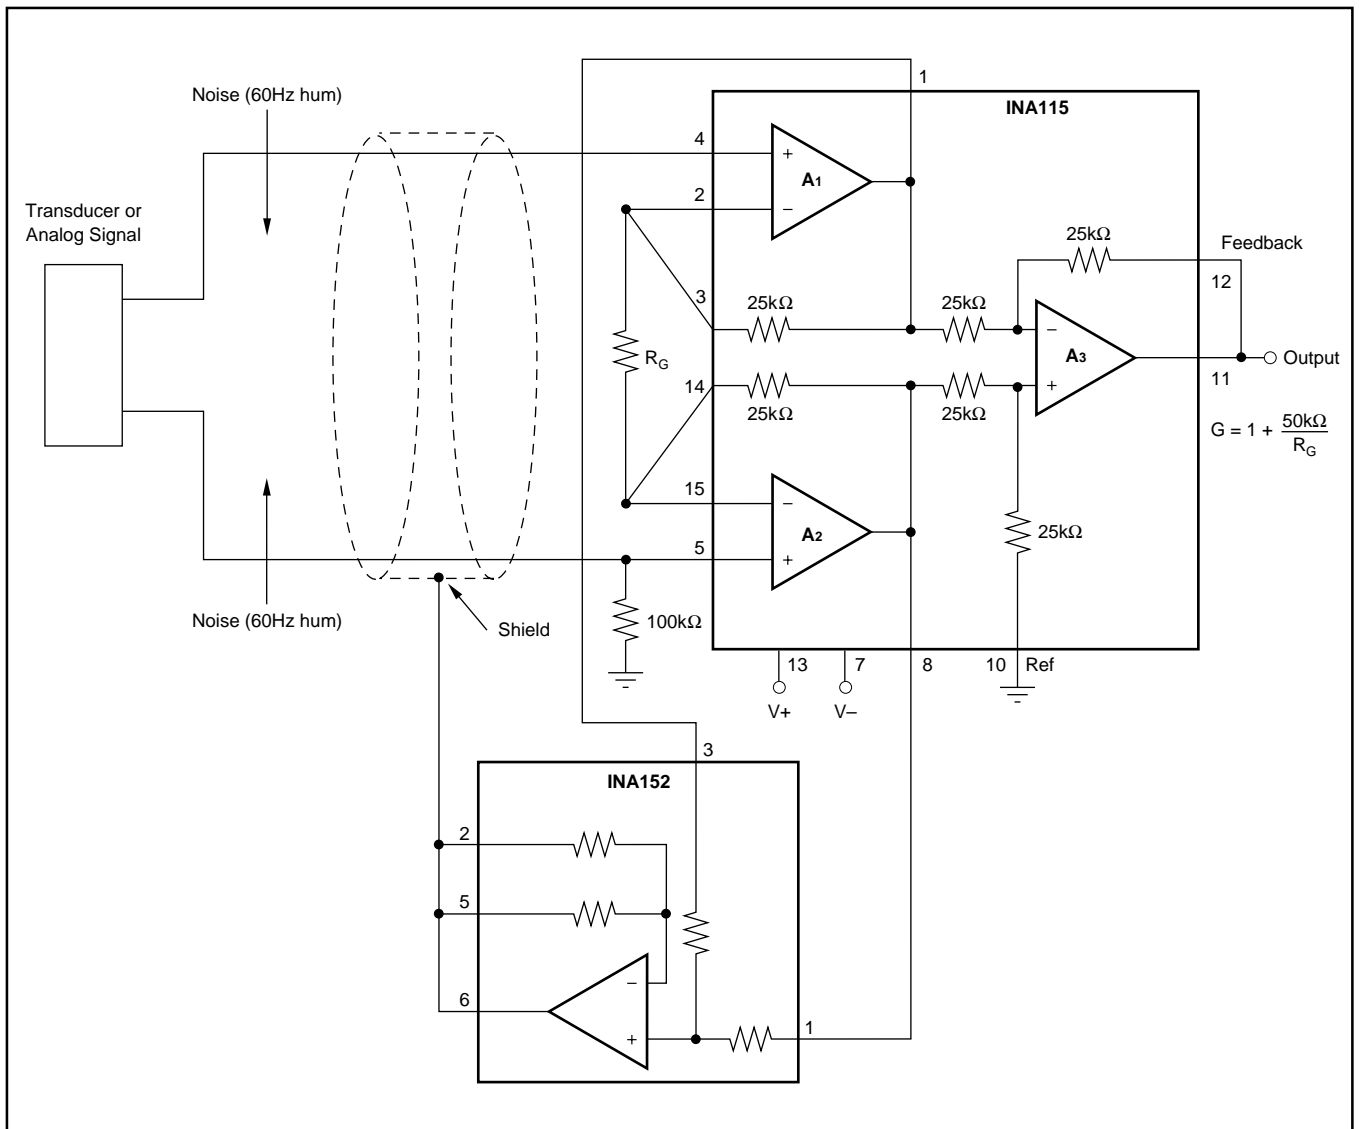 Noise (60Hz hum)
1
INA115
4
+
A1
2
−
Transducer or
Analog Signal
25kΩ
Feedback
12
3
25kΩ
25kΩ
−
A3
+
Output
11
RG
14
25kΩ
25kΩ
G = 1 + 50kΩ
RG
15
−
A2
5
+
25kΩ
Noise (60Hz hum)
Shield
100kΩ
13
7
8
10
Ref
V+
V–
3
INA152
2
5
−
6
+
1